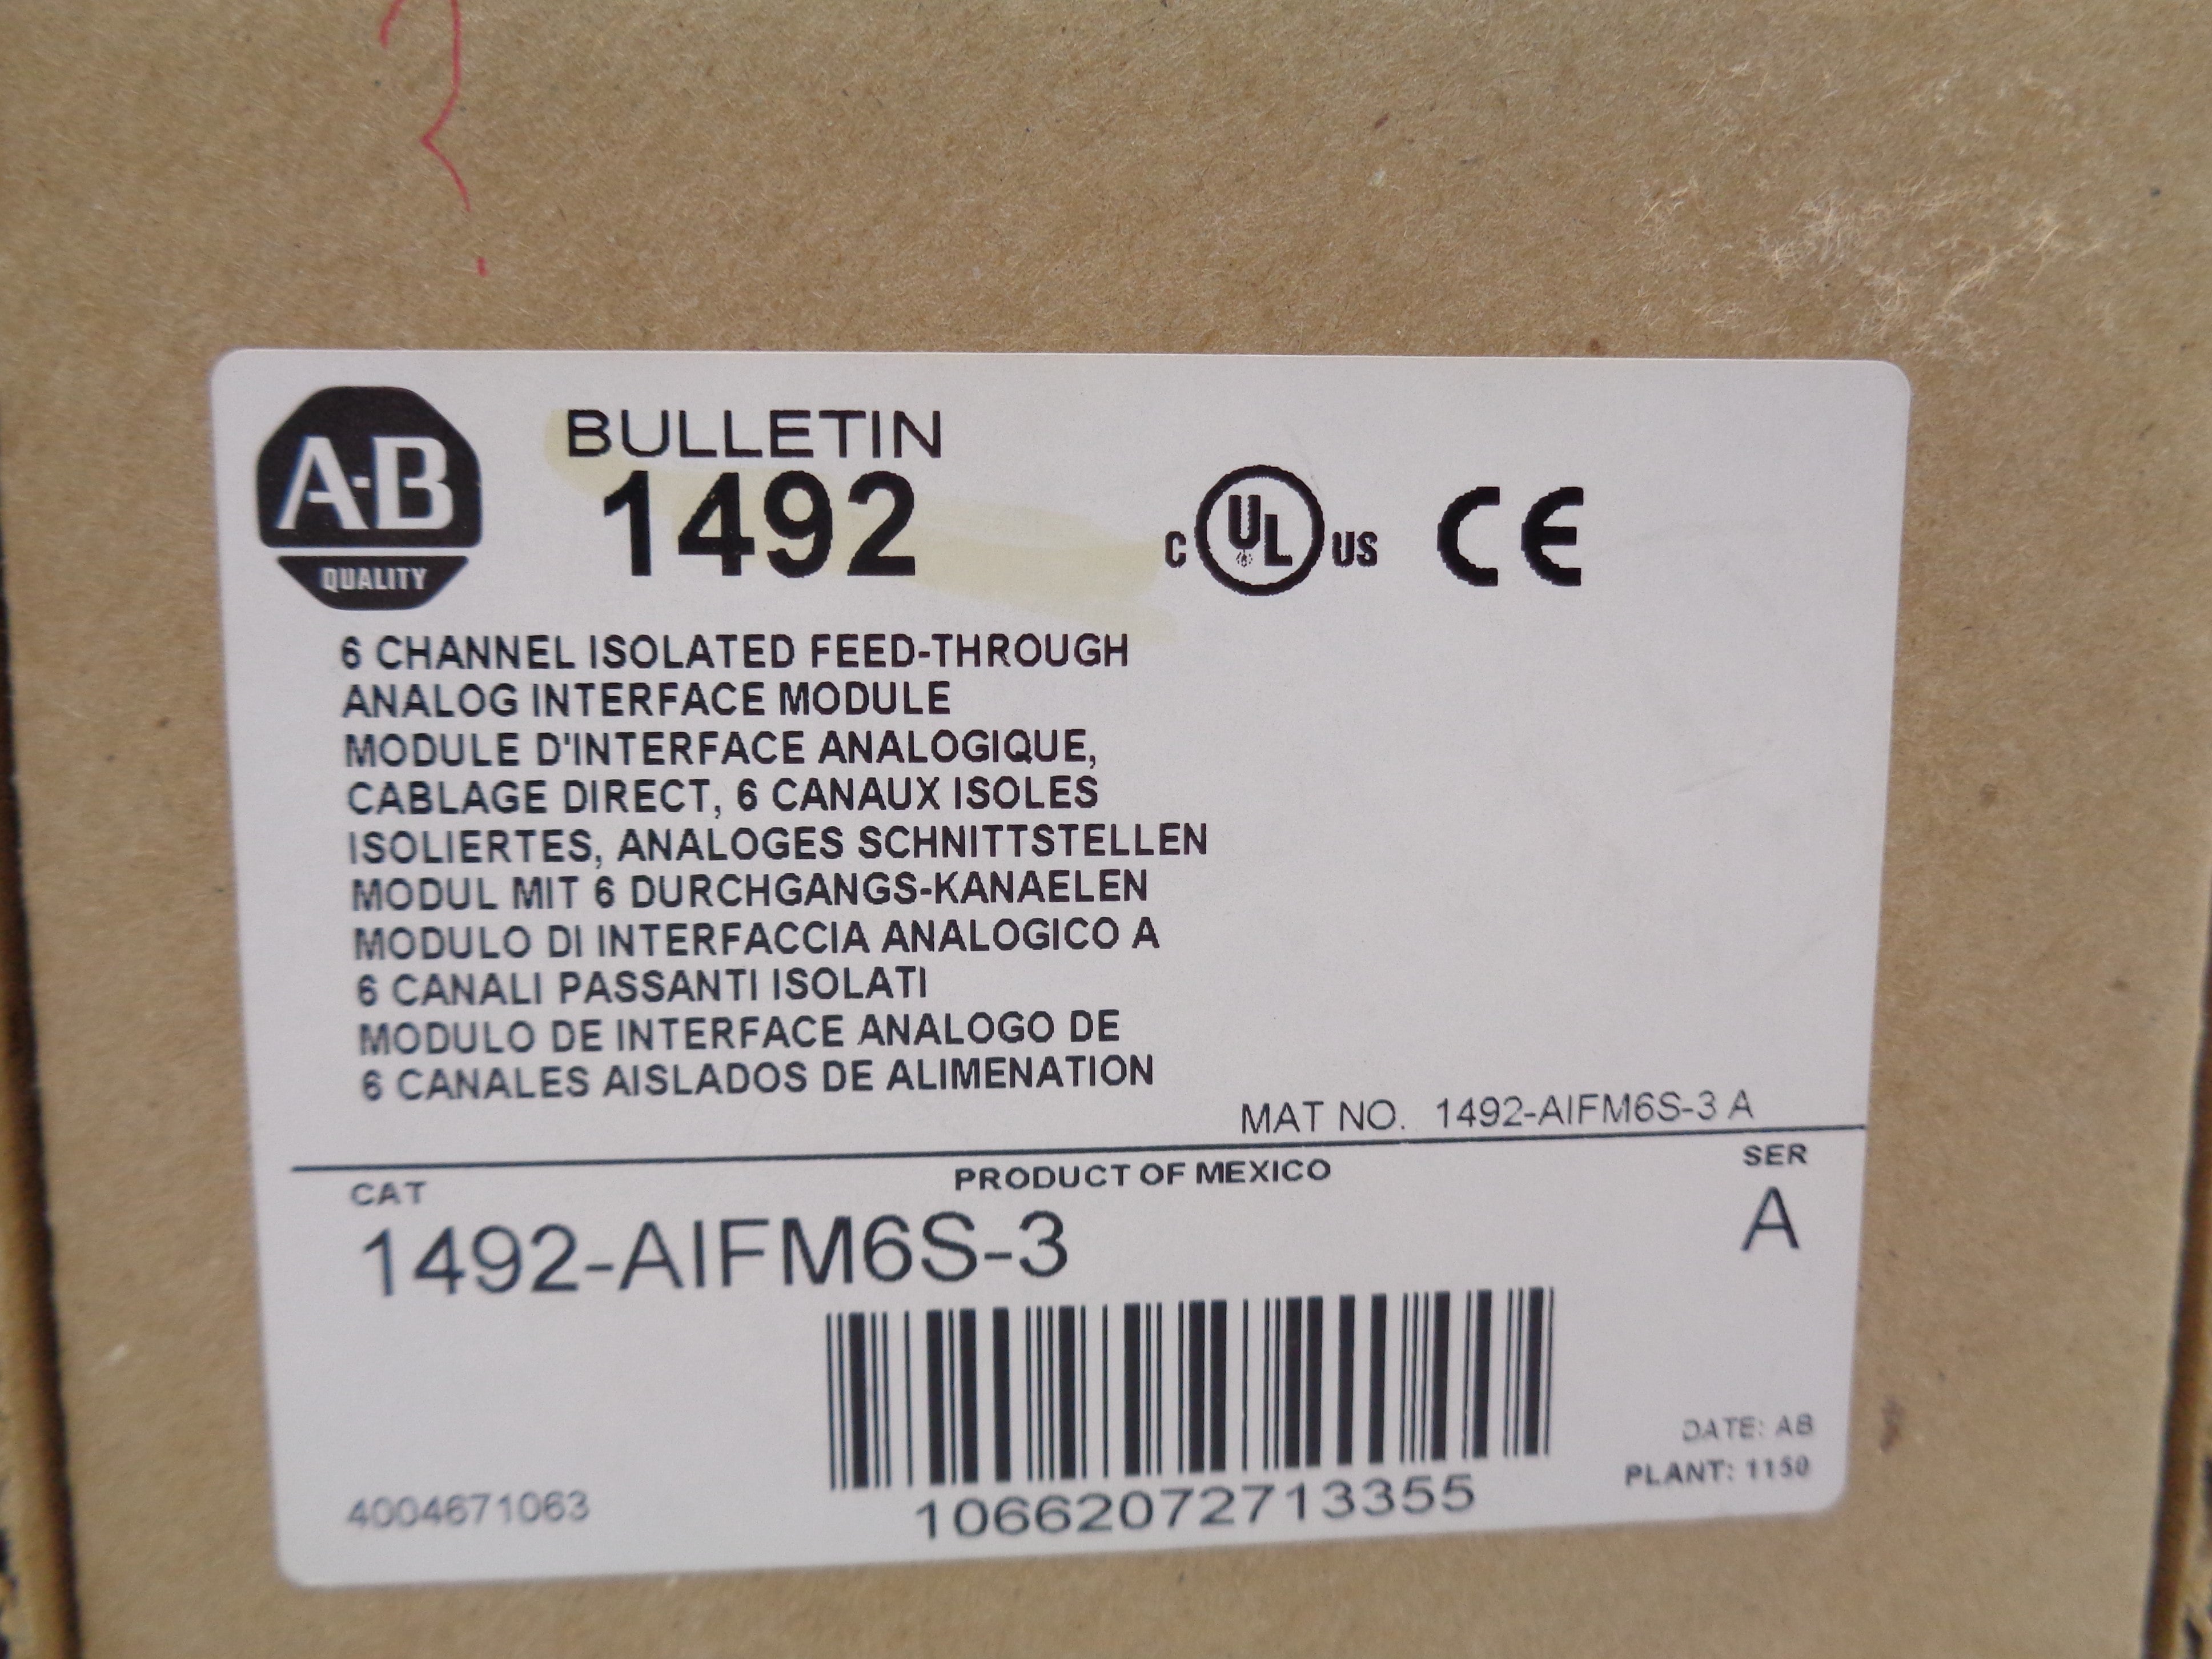 A-B
QUALITY
BULLETIN
1492
C UL US CE
6 CHANNEL ISOLATED FEED-THROUGH
ANALOG INTERFACE MODULE
MODULE D'INTERFACE ANALOGIQUE,
CABLAGE DIRECT, 6 CANAUX ISOLES
ISOLIERTES, ANALOGES SCHNITTSTELLEN
MODUL MIT 6 DURCHGANGS-KANAELEN
MODULO DI INTERFACCIA ANALOGICO A
6 CANALI PASSANTI ISOLATI
MODULO DE INTERFACE ANALOGO DE
6 CANALES AISLADOS DE ALIMENATION
MAT NO. 1492-AIFM6S-3 A
CAT
PRODUCT OF MEXICO
SER
1492-AIFM6S-3
A
DATE: AB
PLANT: 1150
4004671063
10662072713355